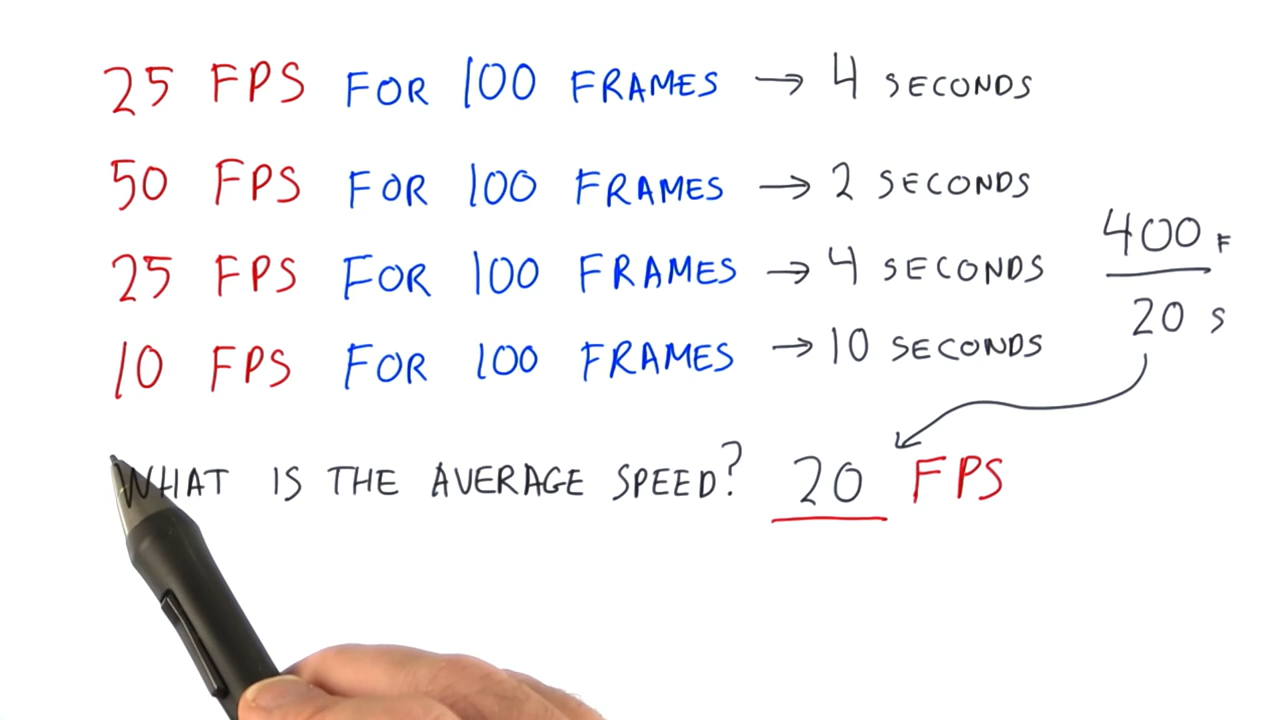 25 FPS FOR 100 FRAMES → 4 SECONDS
50 FPS FOR 100 FRAMES → 2 SECONDS
25 FPS FOR 100 FRAMES → 4 SECONDS
10 FPS FOR 100 FRAMES → 10 SECONDS
400 F
20 S
WHAT IS THE AVERAGE SPEED? 20 FPS